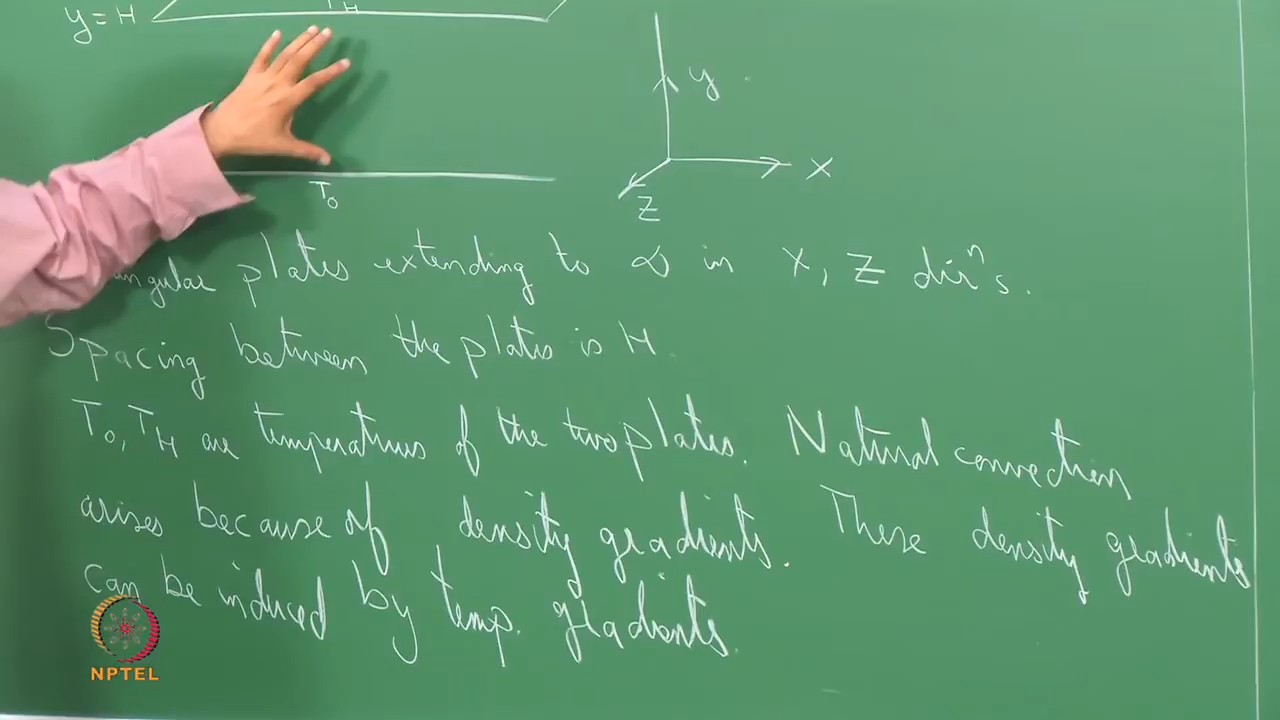 y=H
T_H
y
X
Z
T_0
angular plates extending to ∞ in X, Z dirⁿs.
Spacing between the plates is H
T_0, T_H are temperatures of the two plates. Natural convection
arises because of density gradients. These density gradients
can be induced by temp. gradients.
NPTEL